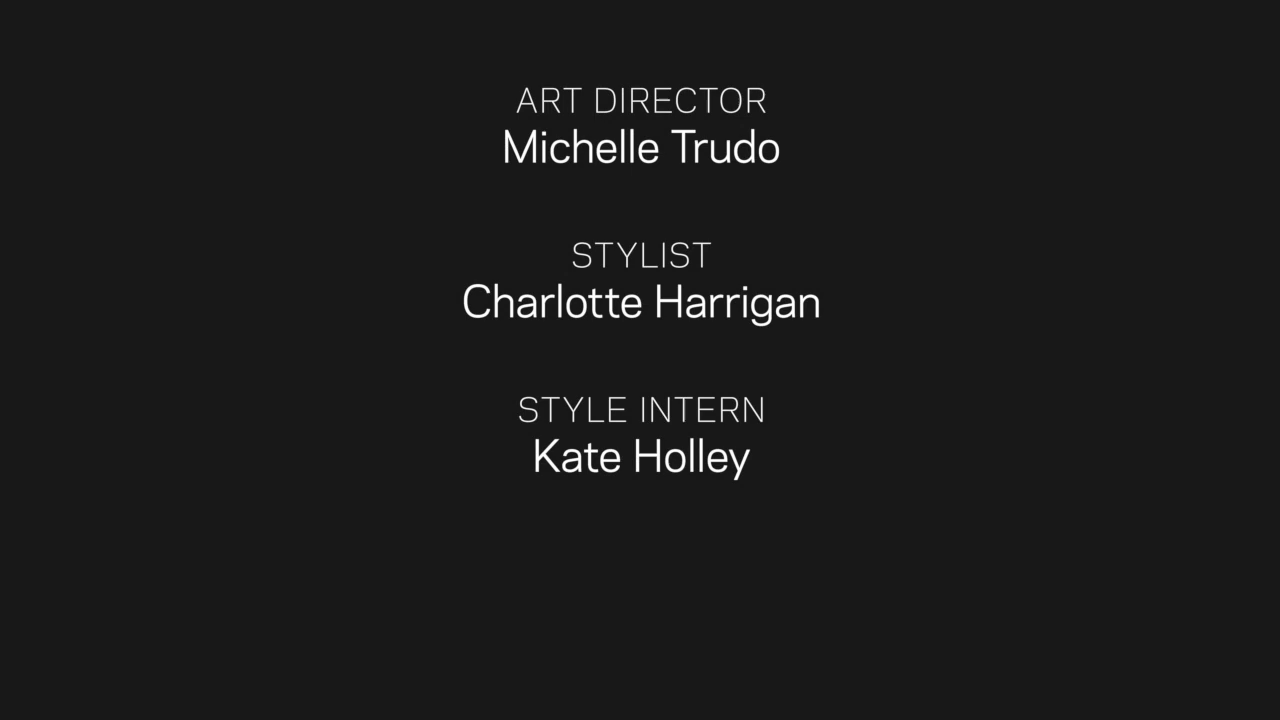 ART DIRECTOR
Michelle Trudo
STYLIST
Charlotte Harrigan
STYLE INTERN
Kate Holley